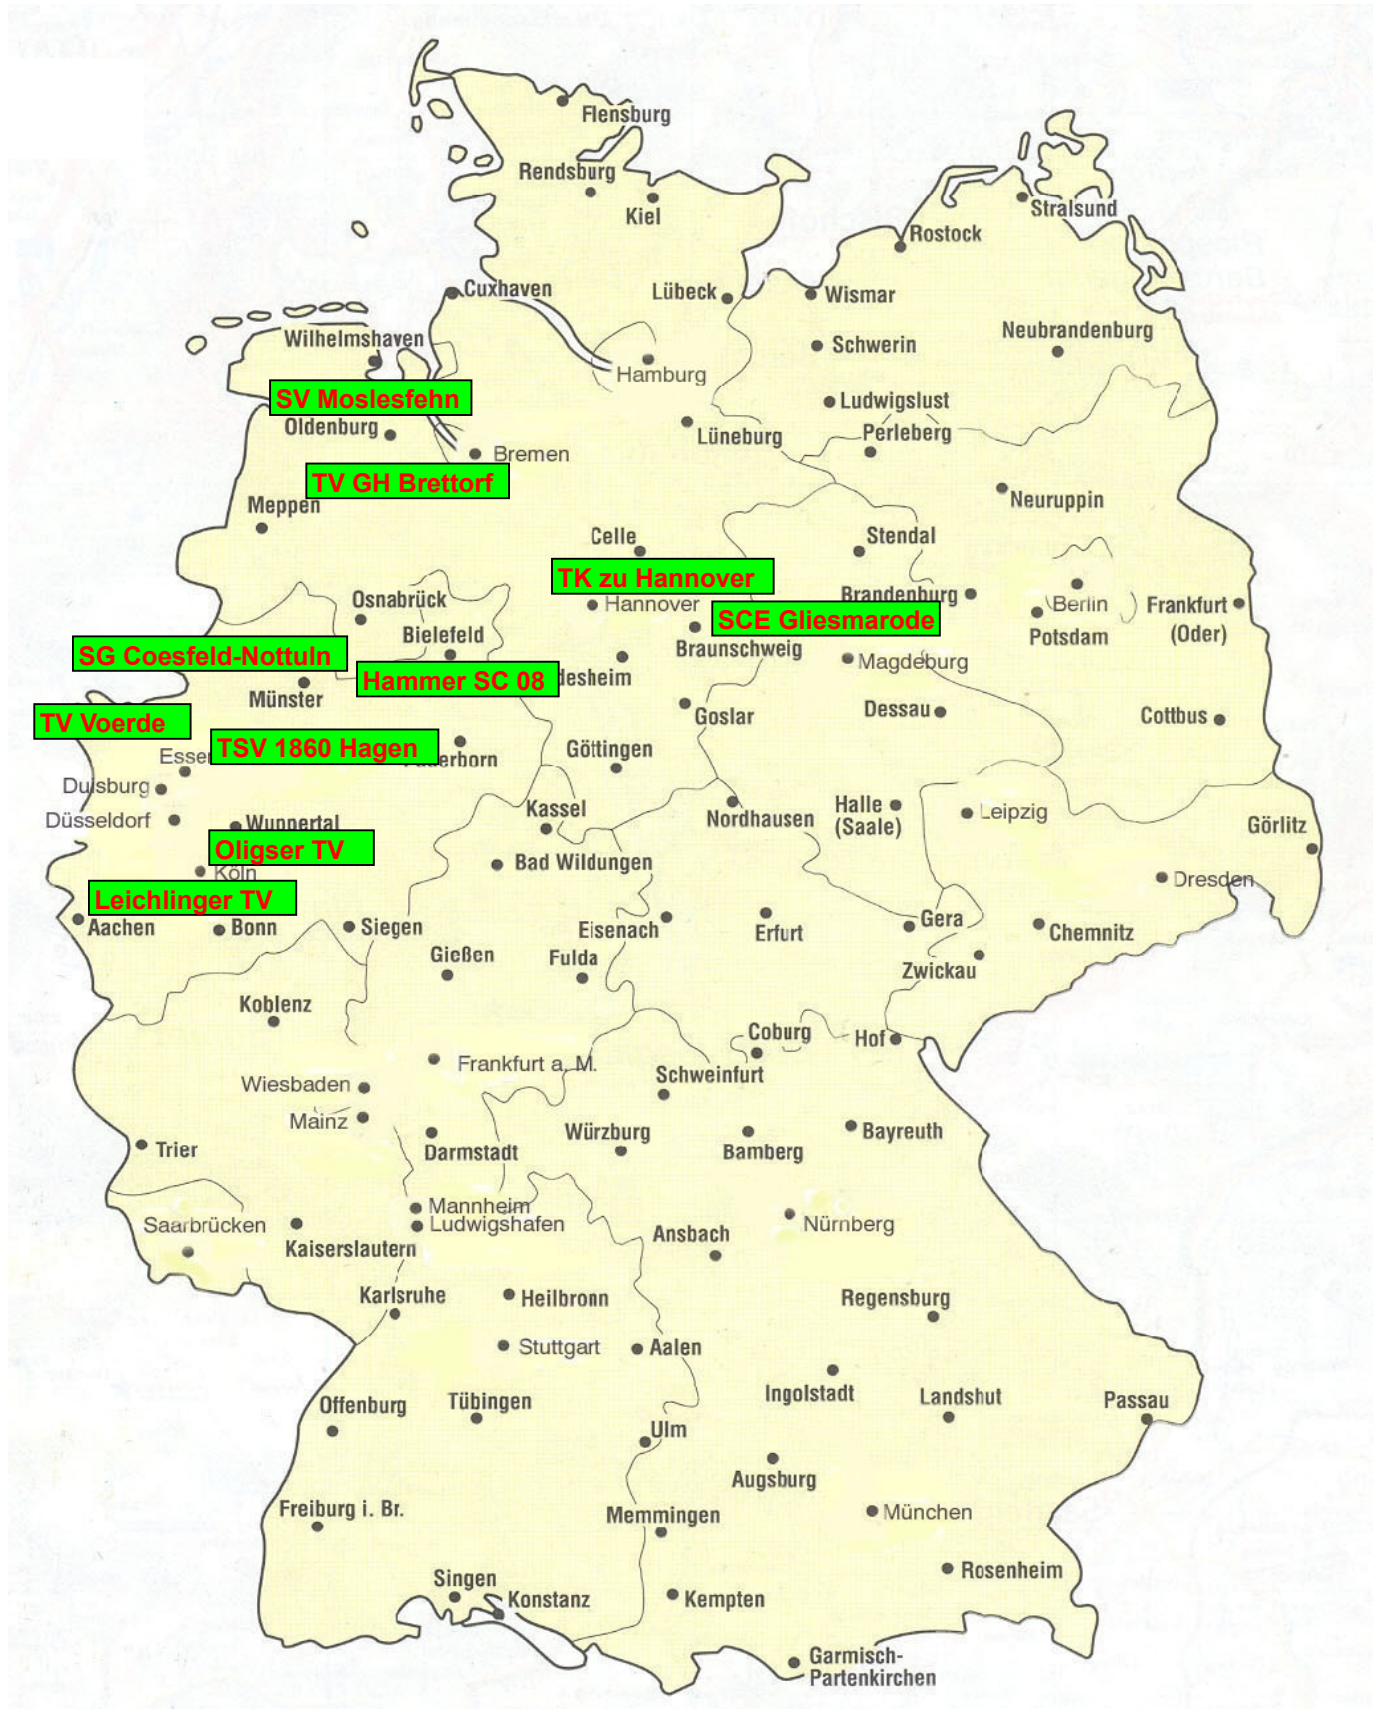 Flensburg
Rendsburg
Kiel
Stralsund
Rostock
Cuxhaven
Lübeck
Wismar
Wilhelmshaven
Neubrandenburg
Schwerin
Hamburg
SV Moslesfehn
Ludwigslust
Oldenburg
Lüneburg
Perleberg
Bremen
TV GH Brettorf
Meppen
Neuruppin
Celle
Stendal
TK zu Hannover
Osnabrück
Hannover
Brandenburg
Berlin
Frankfurt
(Oder)
SCE Gliesmarode
Potsdam
Bielefeld
Braunschweig
SG Coesfeld-Nottuln
Magdeburg
Hammer SC 08
desheim
Münster
Goslar
Dessau
Cottbus
TV Voerde
TSV 1860 Hagen
Göttingen
Essen
derborn
Duisburg
Düsseldorf
Wuppertal
Kassel
Nordhausen
Halle
(Saale)
Leipzig
Görlitz
Oligser TV
Bad Wildungen
Köln
Dresden
Leichlinger TV
Aachen
Bonn
Siegen
Eisenach
Erfurt
Gera
Chemnitz
Gießen
Fulda
Zwickau
Koblenz
Coburg
Hof
Frankfurt a. M.
Schweinfurt
Wiesbaden
Mainz
Trier
Darmstadt
Würzburg
Bamberg
Bayreuth
Mannheim
Ludwigshafen
Saarbrücken
Kaiserslautern
Ansbach
Nürnberg
Karlsruhe
Heilbronn
Regensburg
Stuttgart
Aalen
Offenburg
Tübingen
Ingolstadt
Landshut
Passau
Ulm
Augsburg
Freiburg i. Br.
Memmingen
München
Singen
Konstanz
Kempten
Rosenheim
Garmisch-
Partenkirchen